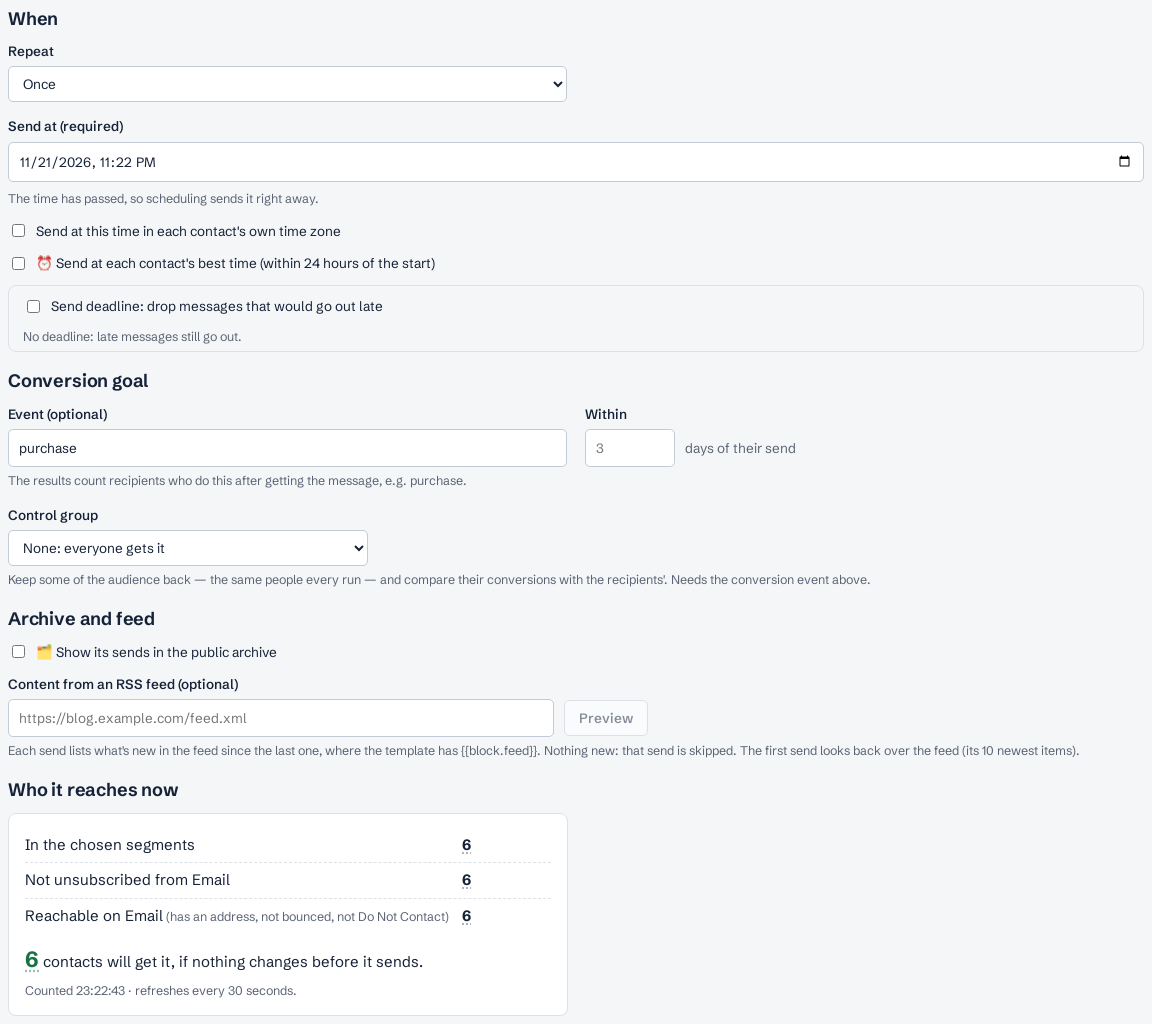 When
Repeat
Once
Send at (required)
11/21/2026, 11:22 PM
The time has passed, so scheduling sends it right away.
Send at this time in each contact's own time zone
⏰ Send at each contact's best time (within 24 hours of the start)
Send deadline: drop messages that would go out late
No deadline: late messages still go out.
Conversion goal
Event (optional)
Within
purchase
3
days of their send
The results count recipients who do this after getting the message, e.g. purchase.
Control group
None: everyone gets it
Keep some of the audience back — the same people every run — and compare their conversions with the recipients'. Needs the conversion event above.
Archive and feed
🗂️ Show its sends in the public archive
Content from an RSS feed (optional)
https://blog.example.com/feed.xml
Preview
Each send lists what's new in the feed since the last one, where the template has {{block.feed}}. Nothing new: that send is skipped. The first send looks back over the feed (its 10 newest items).
Who it reaches now
In the chosen segments 6
Not unsubscribed from Email 6
Reachable on Email (has an address, not bounced, not Do Not Contact) 6
6 contacts will get it, if nothing changes before it sends.
Counted 23:22:43 · refreshes every 30 seconds.